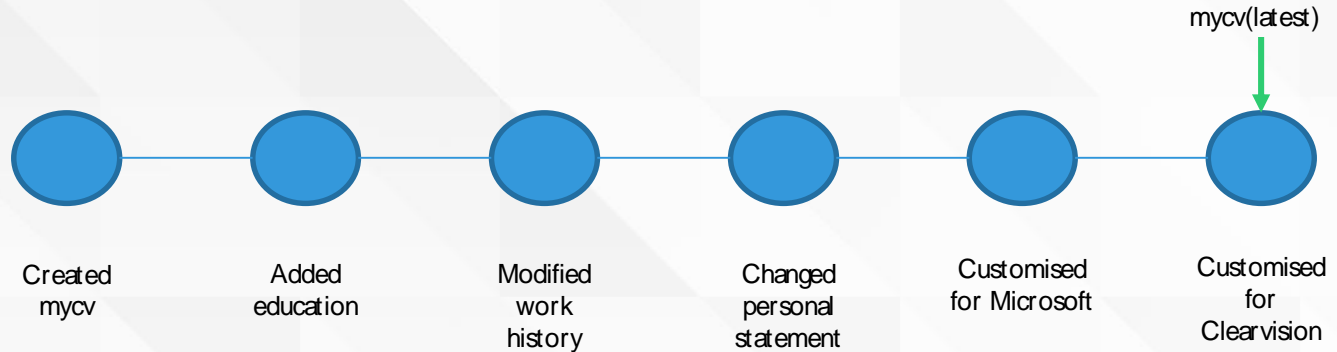 mycv(latest)
Created
mycv
Added
education
Modified
work
history
Changed
personal
statement
Customised
for Microsoft
Customised
for
Clearvision